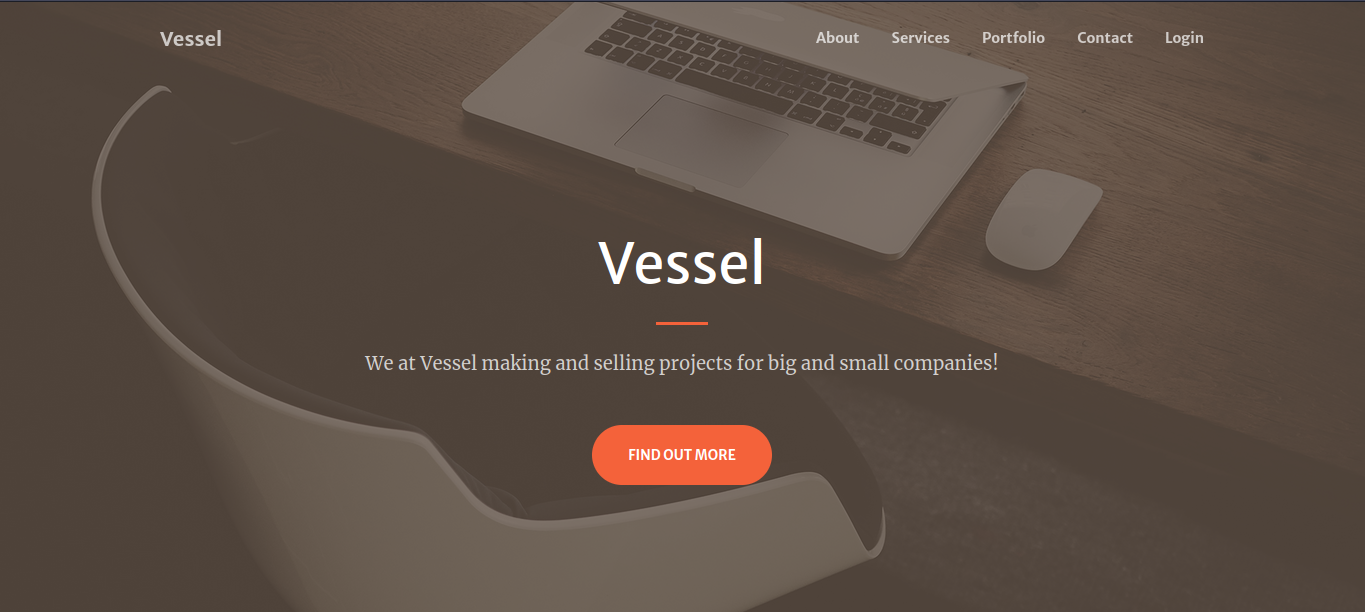 Vessel
About Services Portfolio Contact Login
Vessel
We at Vessel making and selling projects for big and small companies!
FIND OUT MORE